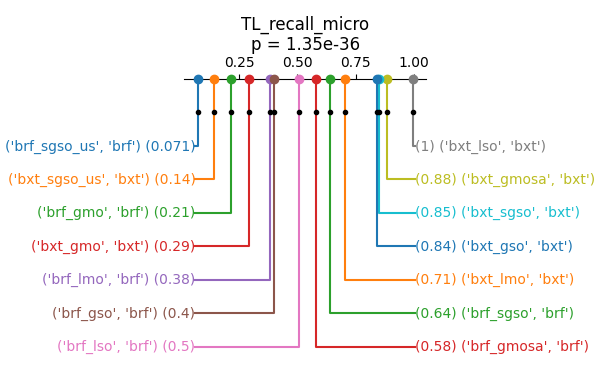 TL_recall_micro
p = 1.35e-36
0.25 0.50 0.75 1.00
('brf_sgso_us', 'brf') (0.071)
(1) ('bxt_lso', 'bxt')
('bxt_sgso_us', 'bxt') (0.14)
(0.88) ('bxt_gmosa', 'bxt')
('brf_gmo', 'brf') (0.21)
(0.85) ('bxt_sgso', 'bxt')
('bxt_gmo', 'bxt') (0.29)
(0.84) ('bxt_gso', 'bxt')
('brf_lmo', 'brf') (0.38)
(0.71) ('bxt_lmo', 'bxt')
('brf_gso', 'brf') (0.4)
(0.64) ('brf_sgso', 'brf')
('brf_lso', 'brf') (0.5)
(0.58) ('brf_gmosa', 'brf')